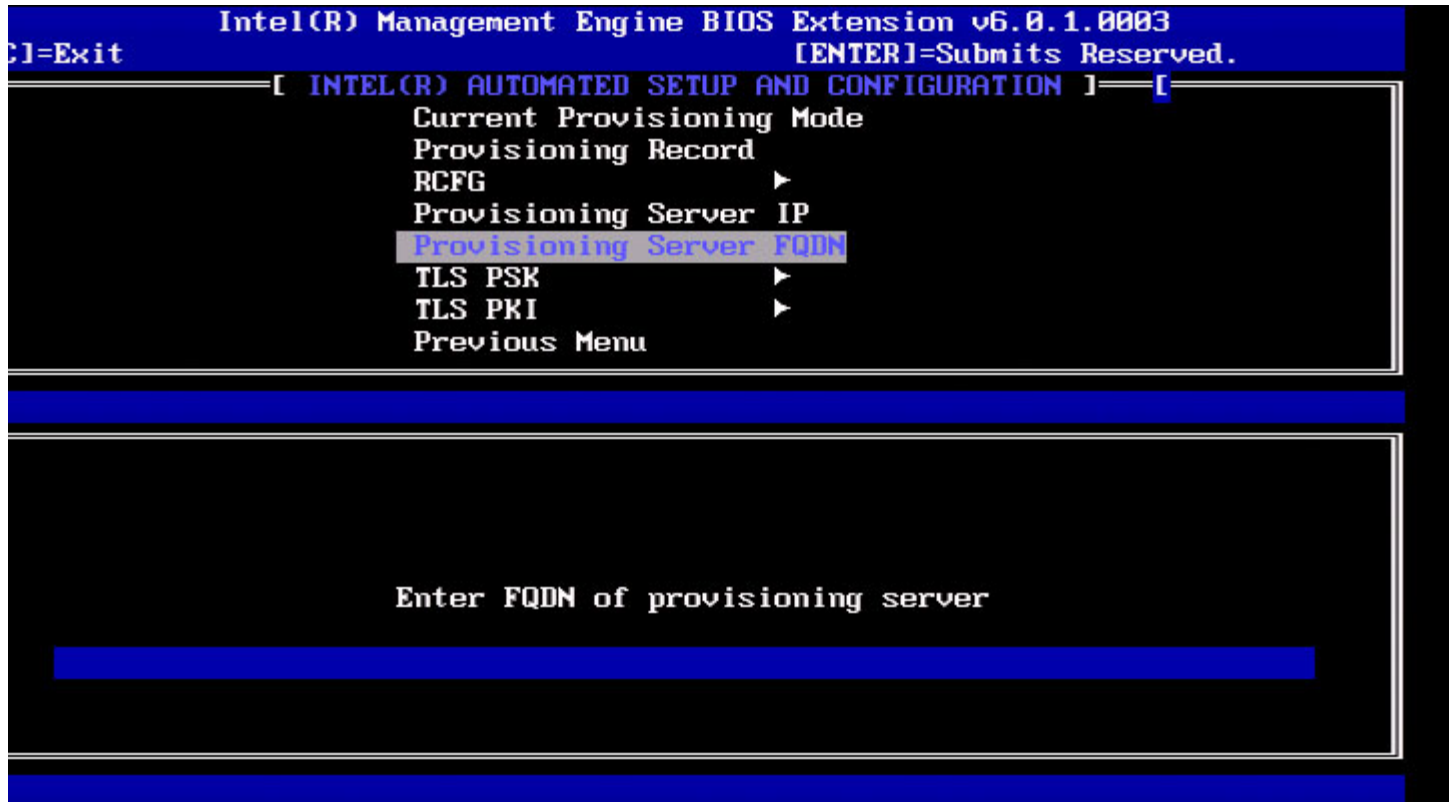 Intel(R) Management Engine BIOS Extension v6.0.1.0003
C]=Exit [ENTER]=Submits Reserved.
[ INTEL(R) AUTOMATED SETUP AND CONFIGURATION ] [
Current Provisioning Mode
Provisioning Record
RCFG ►
Provisioning Server IP
Provisioning Server FQDN
TLS PSK ►
TLS PKI ►
Previous Menu
Enter FQDN of provisioning server